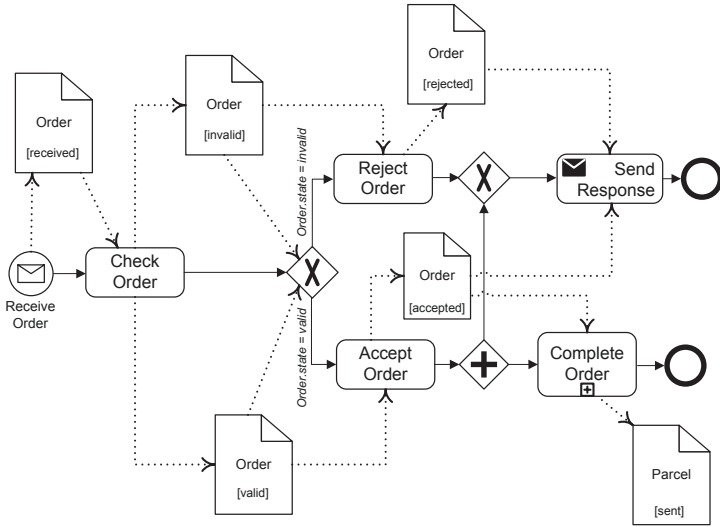 Order
[rejected]
Order
[invalid]
Order
[received]
Order.state = invalid
Reject
Order
Send
Response
Check
Order
Receive
Order
Order
[accepted]
Order.state = valid
Accept
Order
Complete
Order
Order
[valid]
Parcel
[sent]